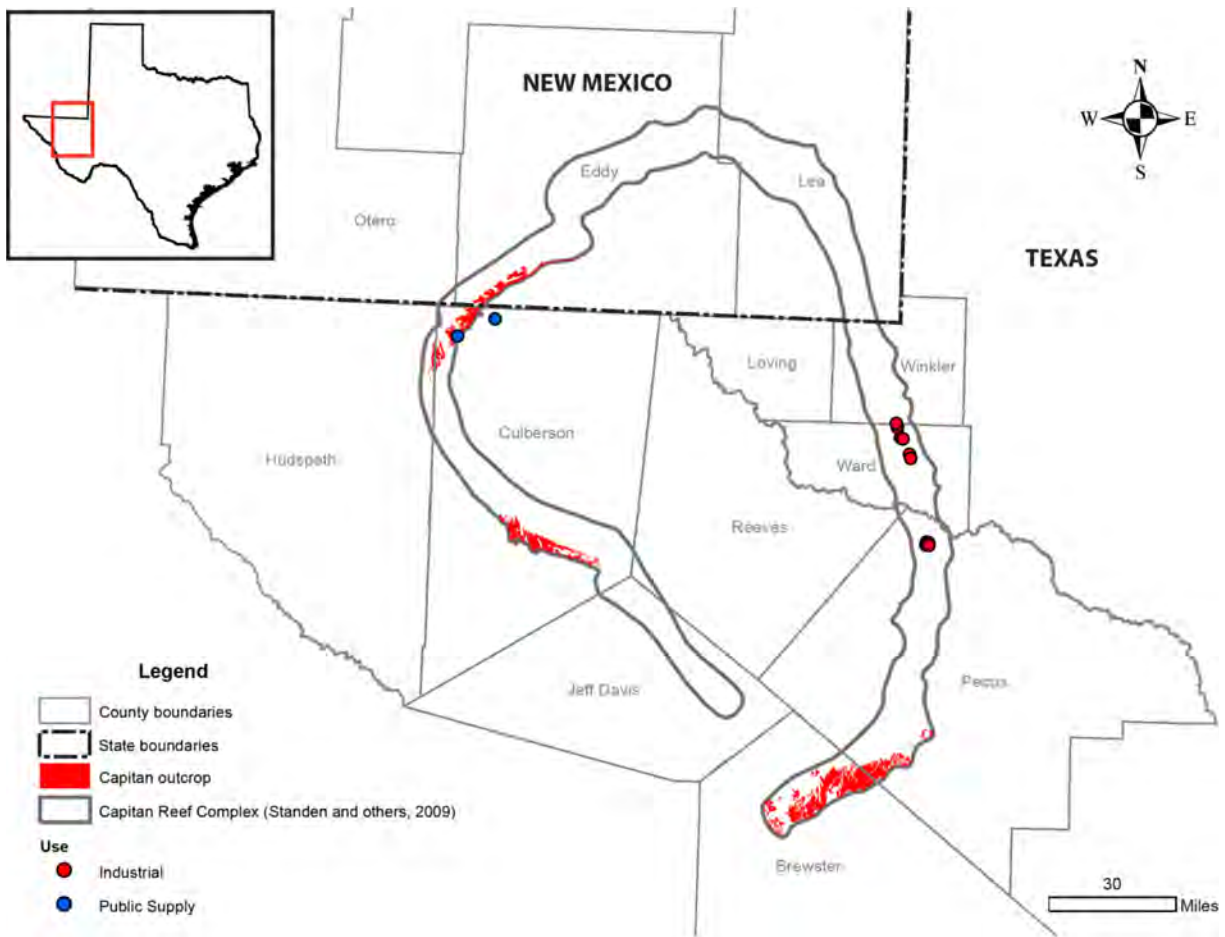 NEW MEXICO
N
W
E
S
Eddy
Lea
Otero
TEXAS
Loving
Winkler
Culberson
Hudspeth
Ward
Reeves
Legend
Jeff Davis
Pecos
County boundaries
State boundaries
Capitan outcrop
Capitan Reef Complex (Standen and others, 2009)
Use
Brewster
Industrial
30
Public Supply
Miles